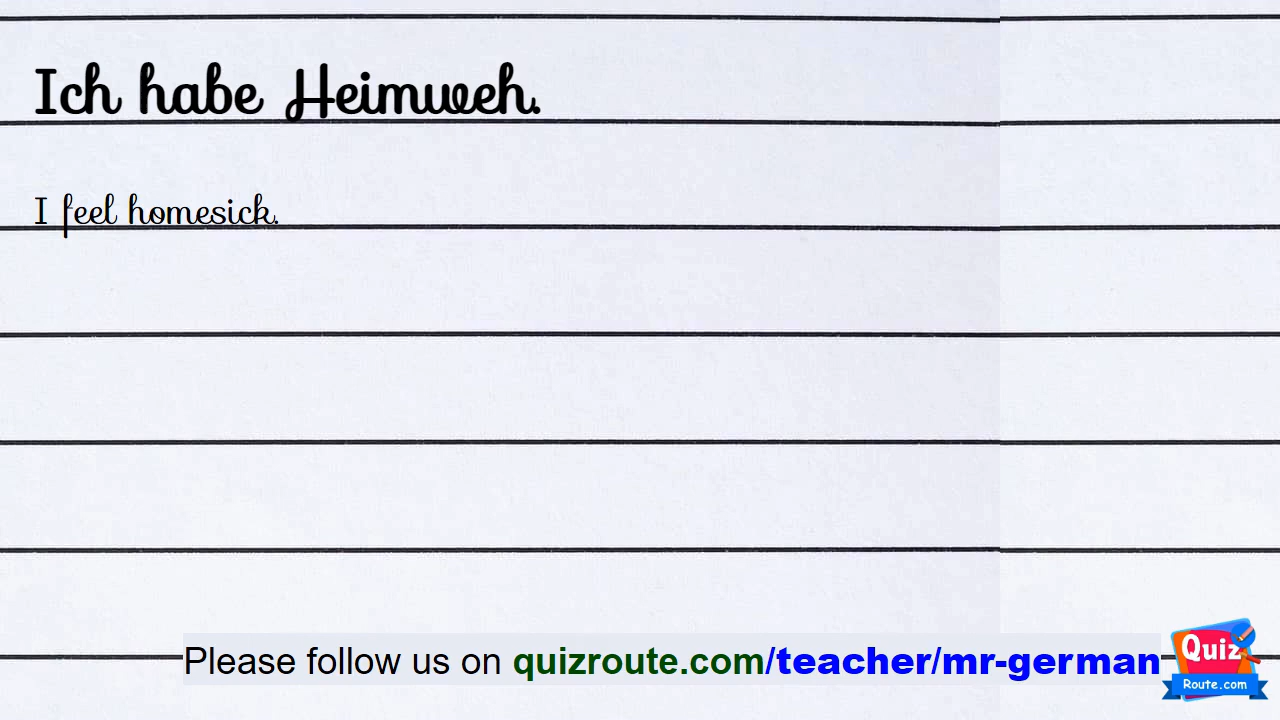 Ich habe Heimweh.
I feel homesick.
Please follow us on quizroute.com/teacher/mr-german
Quiz
Route.com